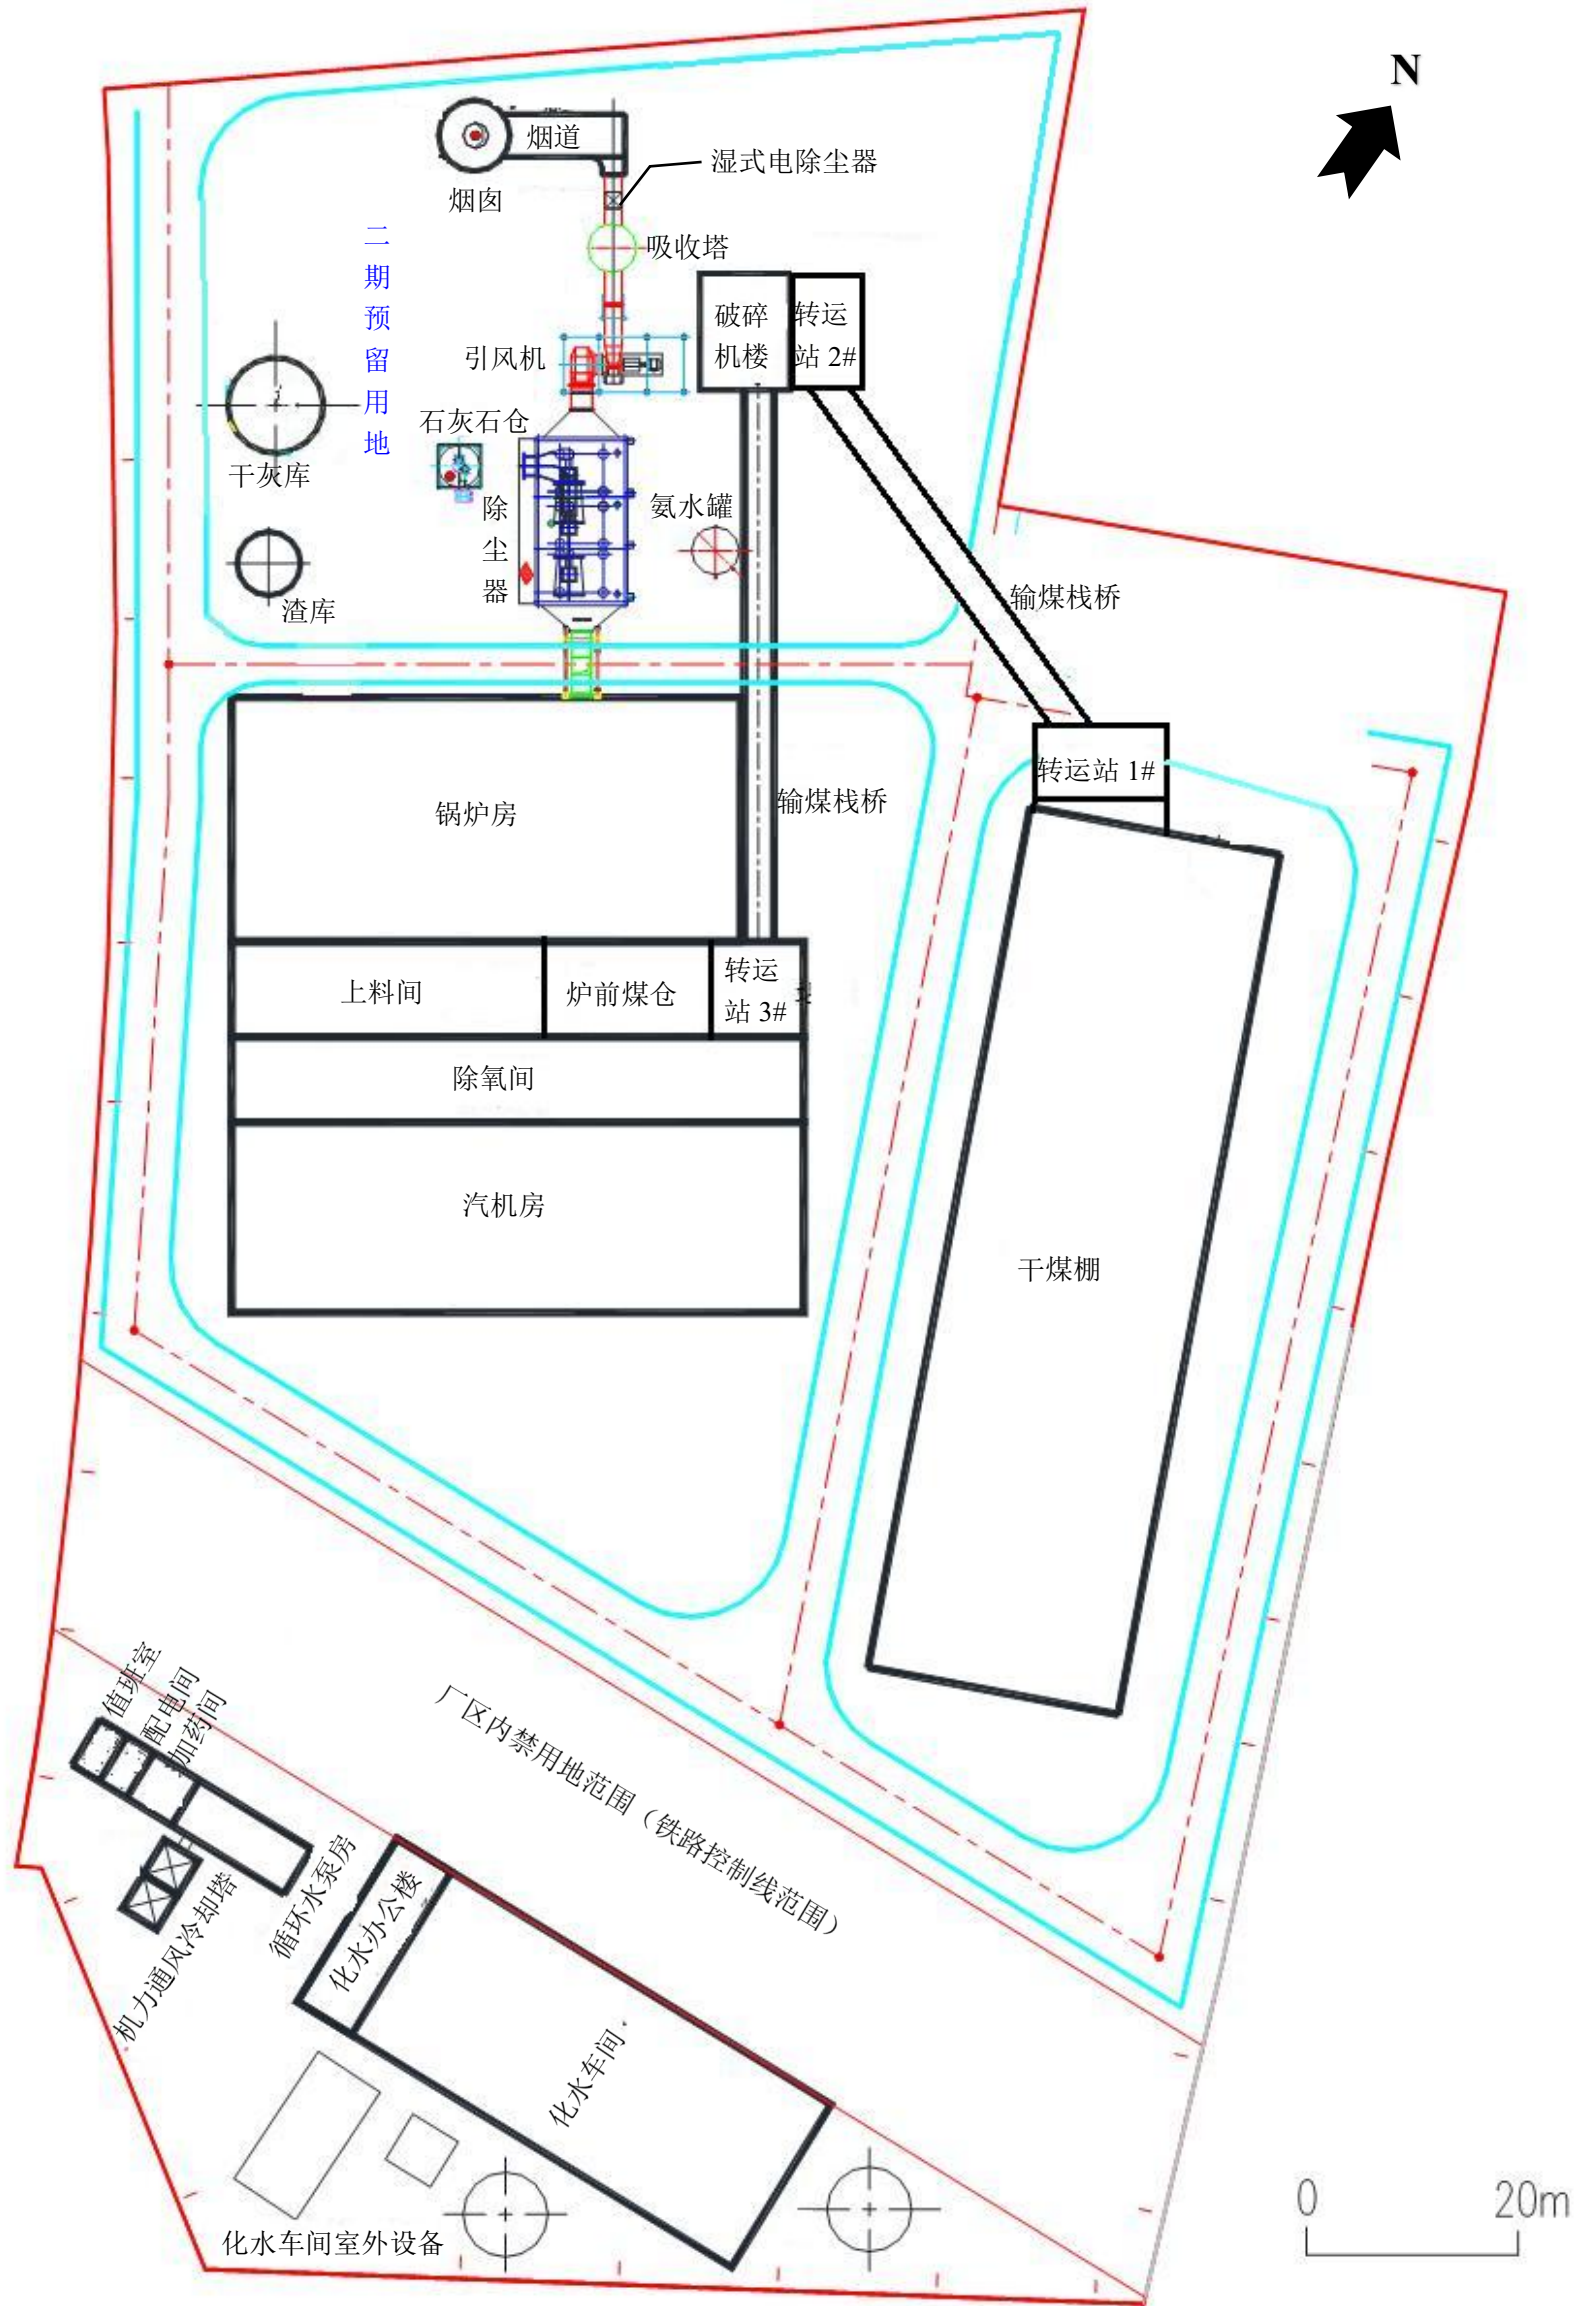 N
烟道
湿式电除尘器
烟囱
二期预留用地
吸收塔
破碎
机楼
转运
站 2#
引风机
石灰石仓
干灰库
除尘器
氨水罐
渣库
输煤栈桥
转运站 1#
锅炉房
输煤栈桥
上料间
炉前煤仓
转运
站 3#
除氧间
汽机房
干煤棚
值班室
配电间
加药间
厂区内禁用地范围（铁路控制线范围）
循环水泵房
机力通风冷却塔
化水办公楼
化水车间
化水车间室外设备
0 20m